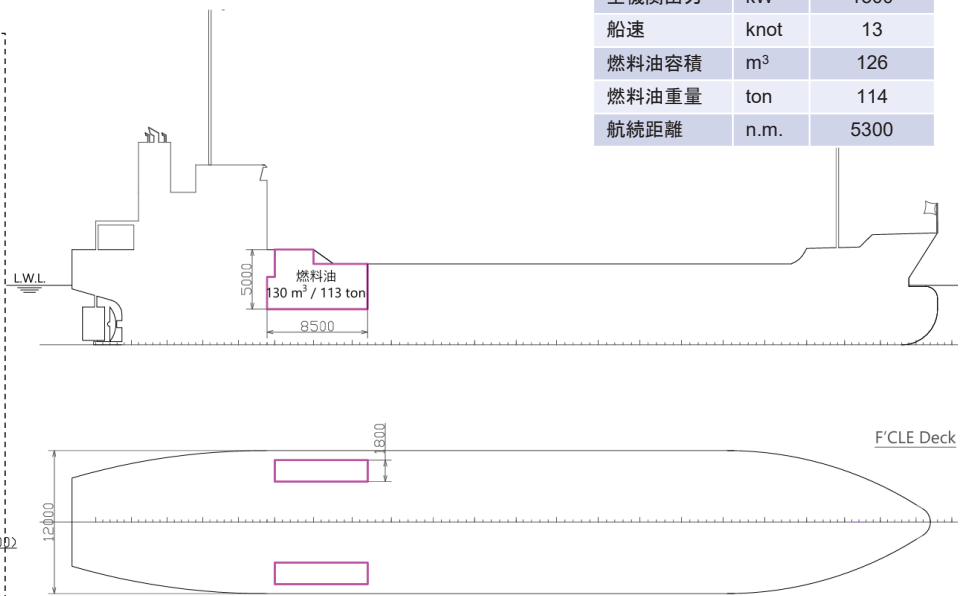 船速 knot 13
燃料油容積 m³ 126
燃料油重量 ton 114
航続距離 n.m. 5300
L.W.L.
5000
燃料油
130 m³ / 113 ton
8500
1800
F'CLE Deck
12000